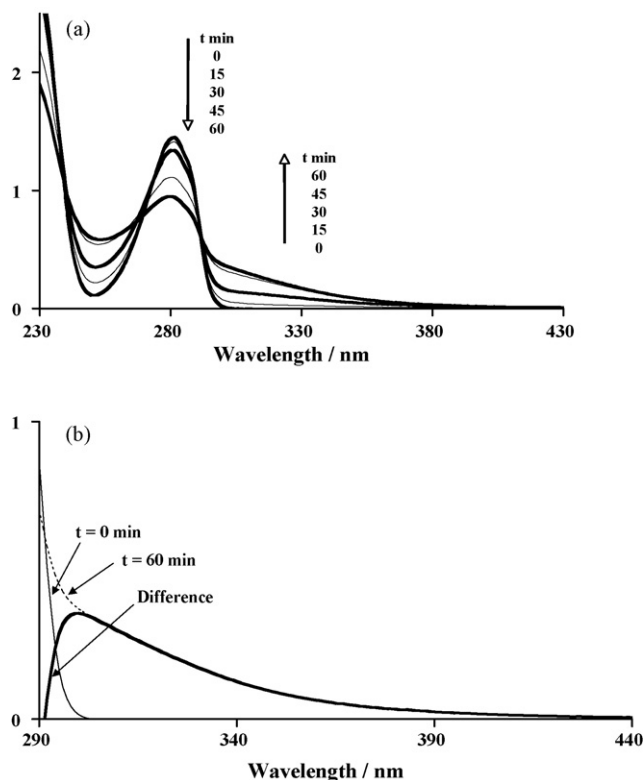 (a)
t min
0
15
30
45
60
t min
60
45
30
15
0
2
1
0
230
280
330
380
430
Wavelength / nm
(b)
1
t = 0 min
t = 60 min
Difference
0
290
340
390
440
Wavelength / nm